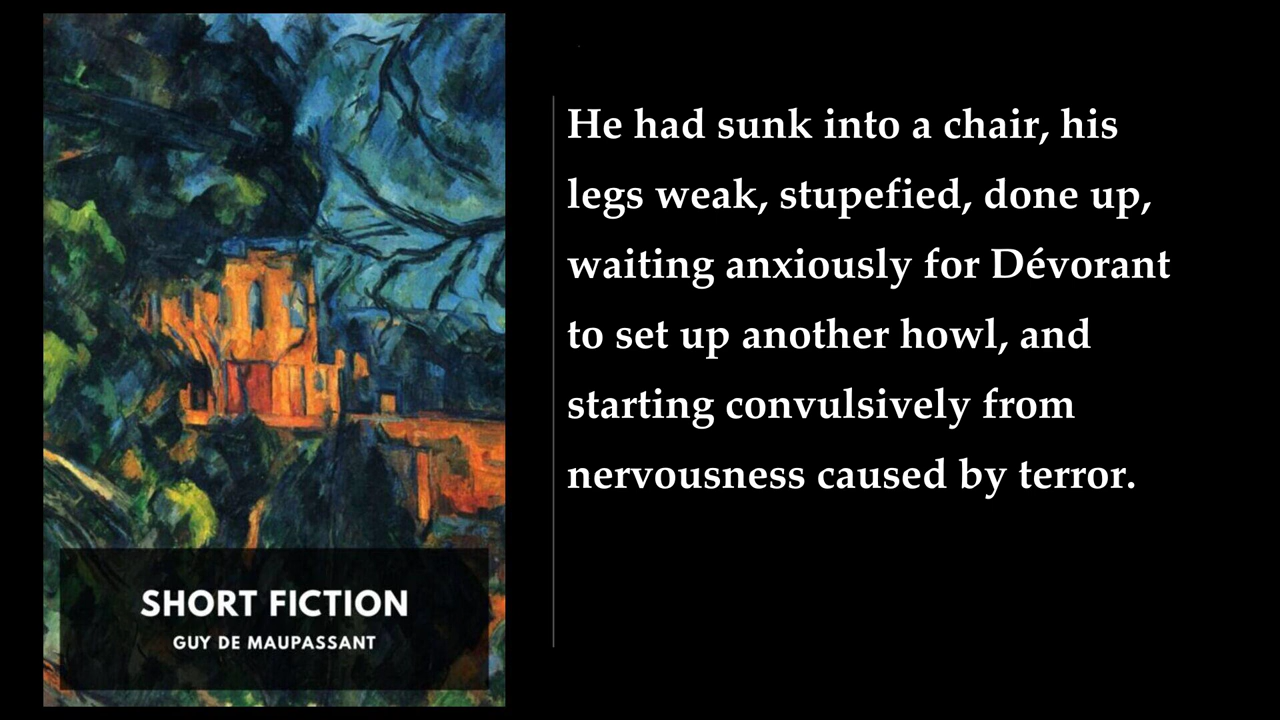 He had sunk into a chair, his
legs weak, stupefied, done up,
waiting anxiously for Dévorant
to set up another howl, and
starting convulsively from
nervousness caused by terror.
SHORT FICTION
GUY DE MAUPASSANT